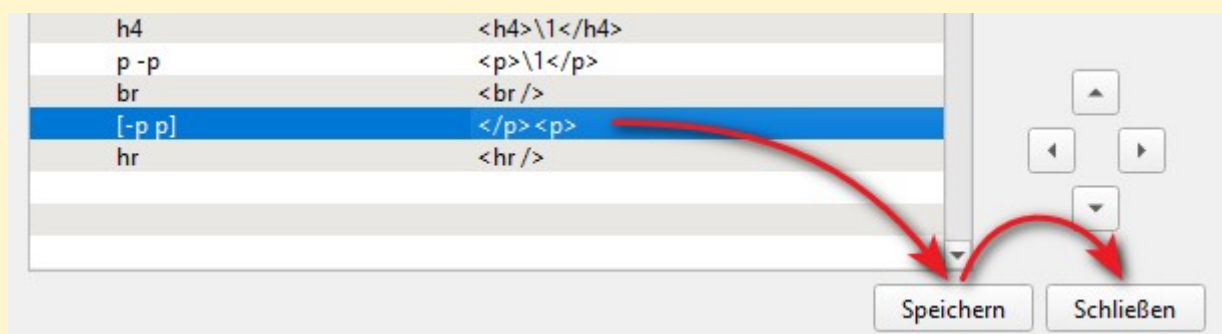 h4 <h4>\1</h4>
p -p <p>\1</p>
br <br />
[-p p] </p><p>
hr <hr />
Speichern Schließen